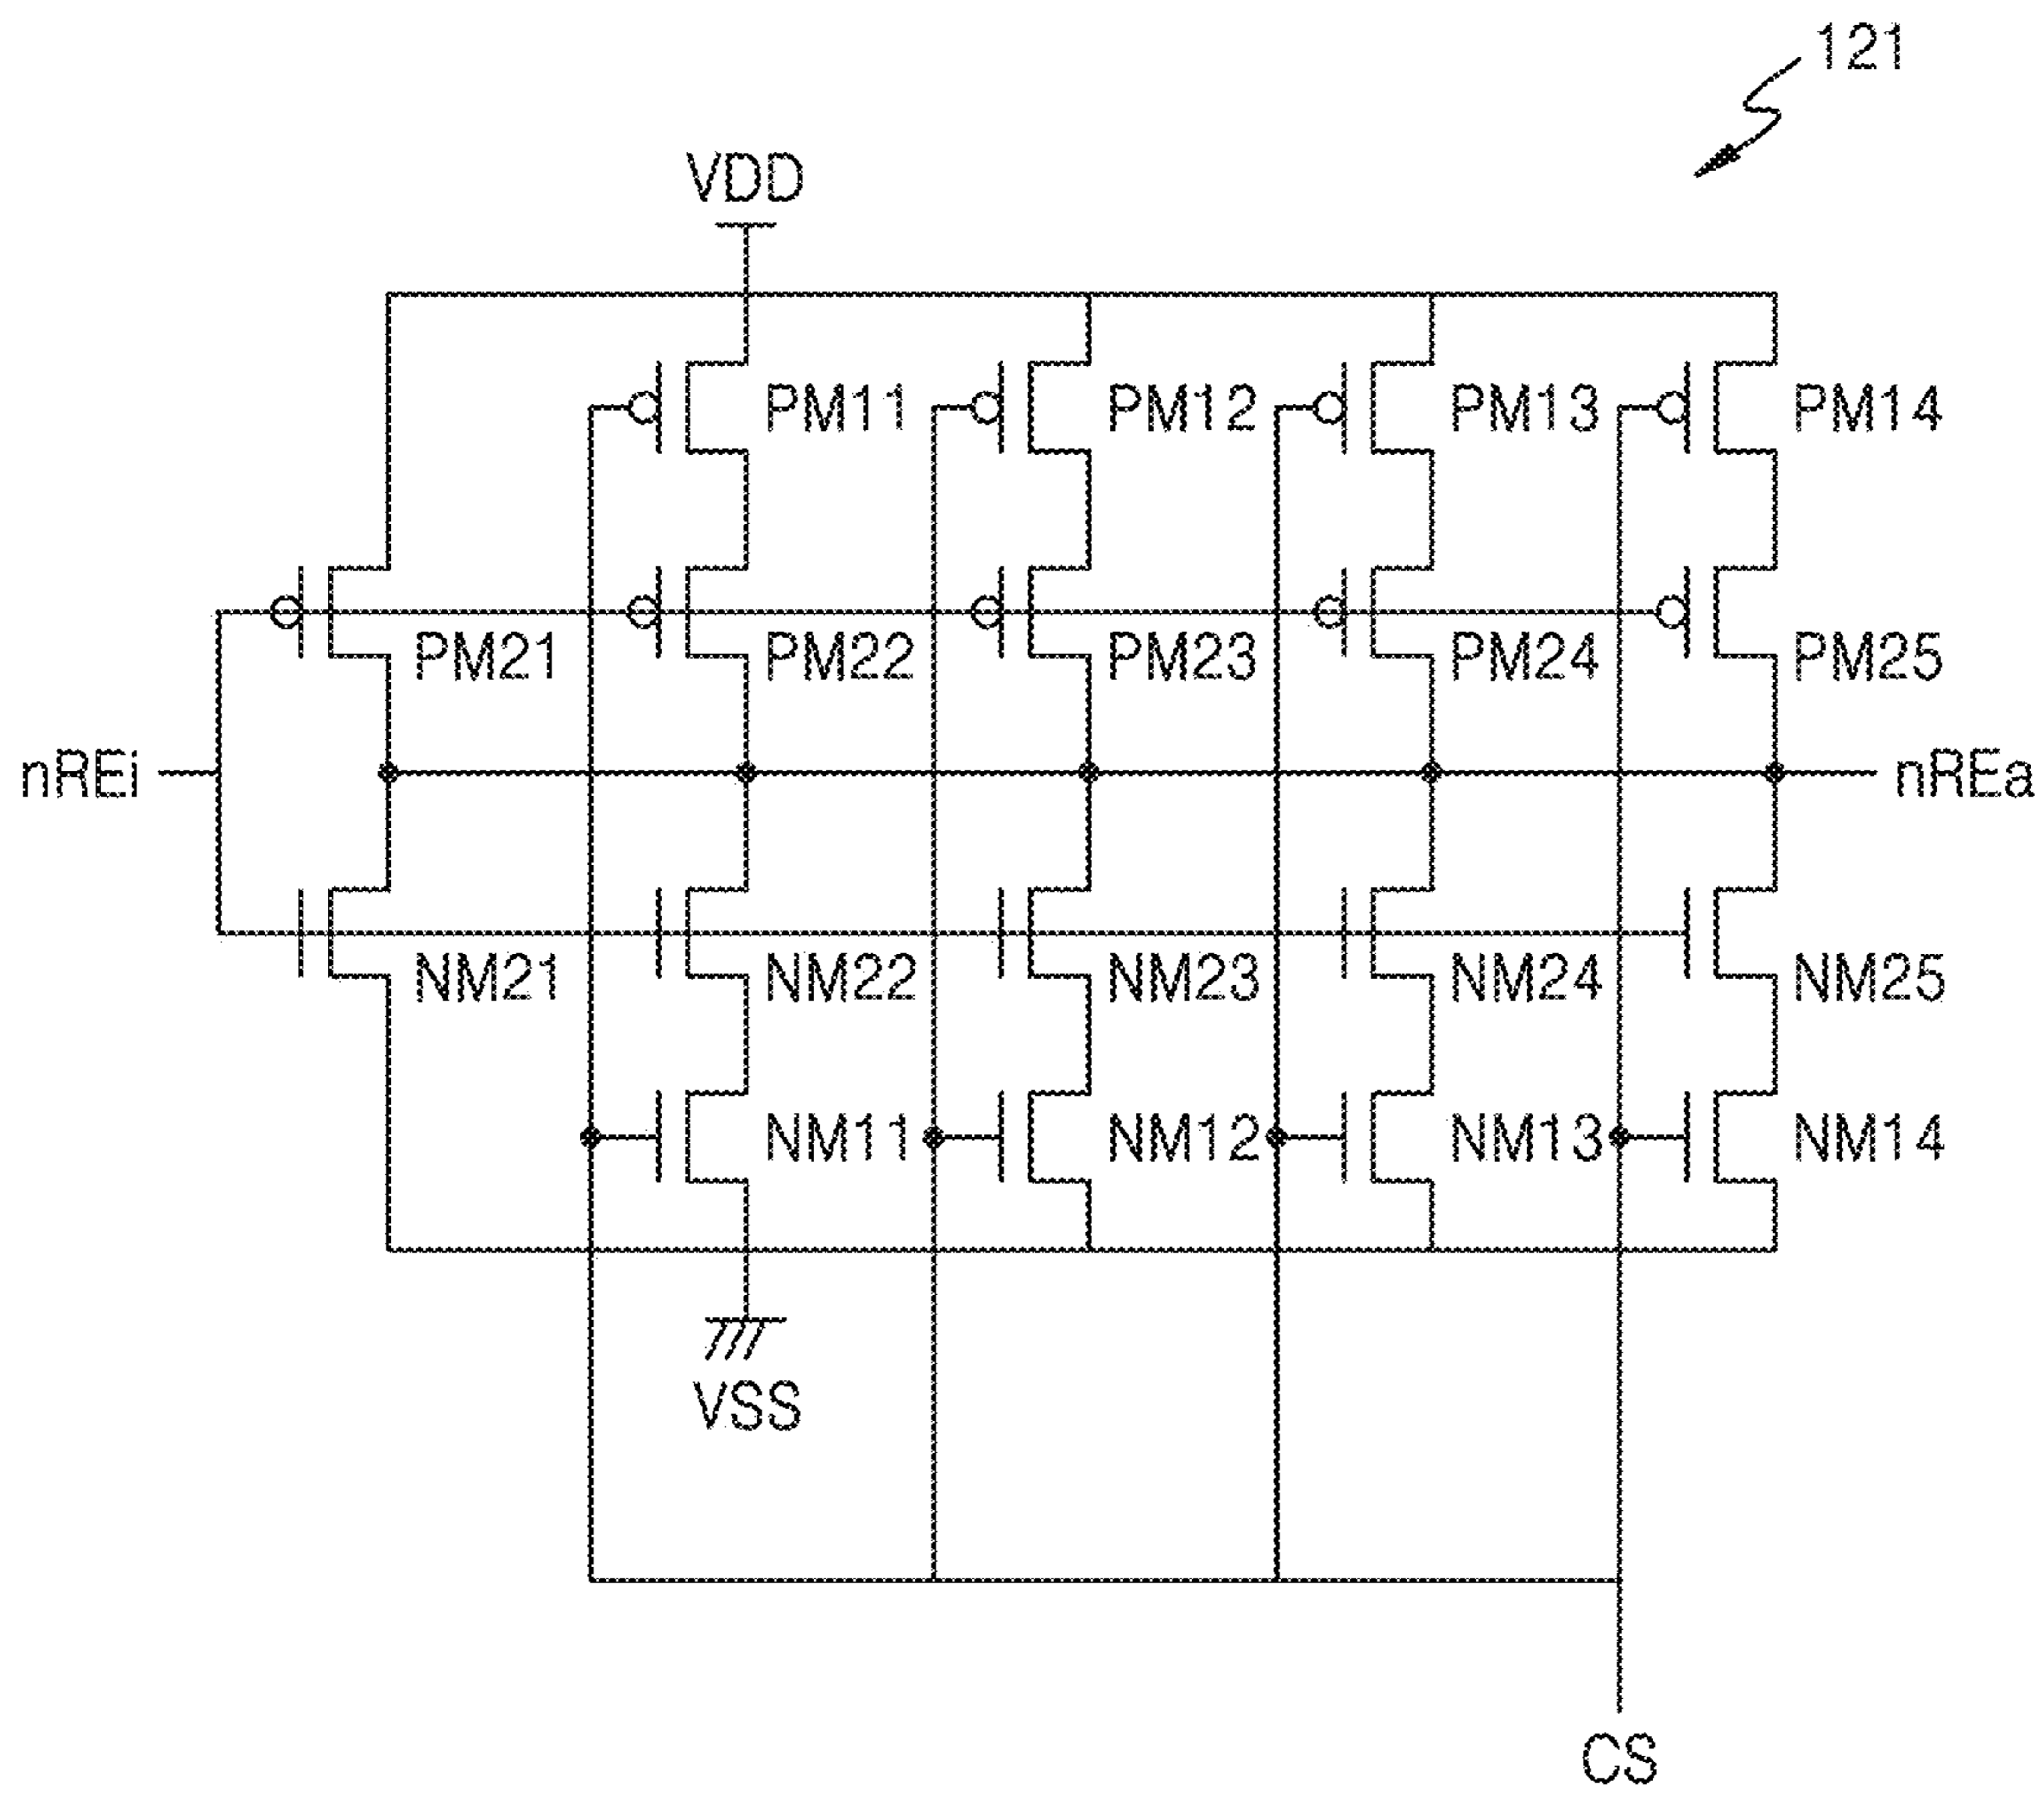 121
VDD
PM11 PM12 PM13 PM14
PM21 PM22 PM23 PM24 PM25
nREi nREa
NM21 NM22 NM23 NM24 NM25
NM11 NM12 NM13 NM14
VSS
CS